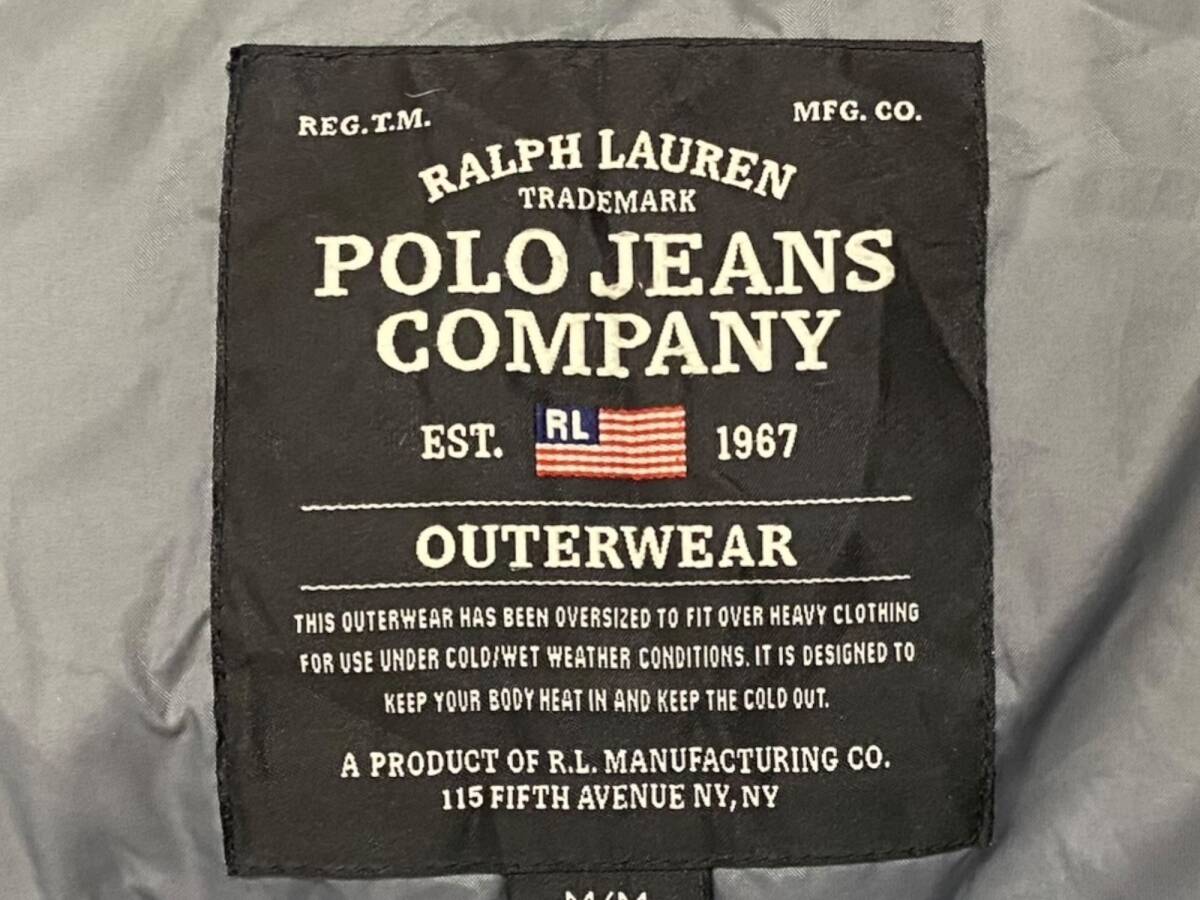 REG.T.M.
MFG. CO.
RALPH LAUREN
TRADEMARK
POLO JEANS
COMPANY
EST. RL 1967
OUTERWEAR
THIS OUTERWEAR HAS BEEN OVERSIZED TO FIT OVER HEAVY CLOTHING
FOR USE UNDER COLD/WET WEATHER CONDITIONS. IT IS DESIGNED TO
KEEP YOUR BODY HEAT IN AND KEEP THE COLD OUT.
A PRODUCT OF R.L. MANUFACTURING CO.
115 FIFTH AVENUE NY, NY
M/M